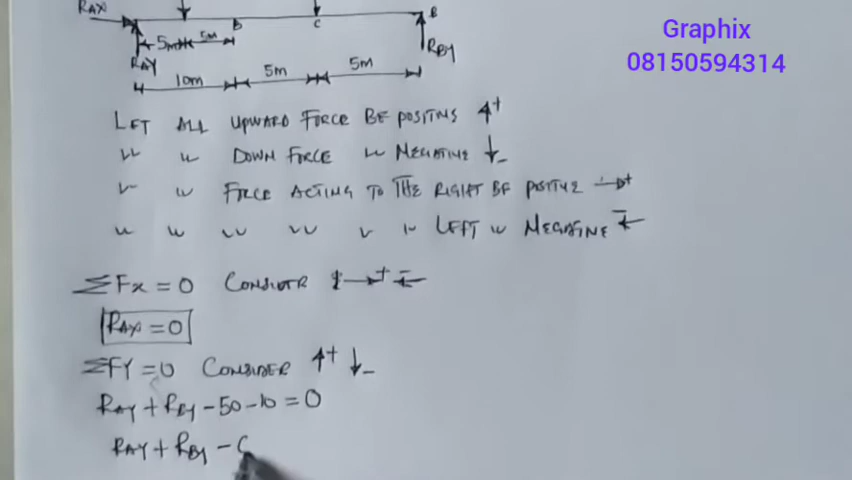 Graphix
08150594314
RAX
B
C
B
5m
5m
RAY
RBY
10m
5m
5m
LET ALL UPWARD FORCE BE POSITIVE +
" " DOWN FORCE " NEGATIVE -
" " FORCE ACTING TO THE RIGHT BE POSITIVE → +
" " " " " " LEFT " NEGATIVE ← -
ΣFx = 0 CONSIDER → + ← -
RAX = 0
ΣFY = 0 CONSIDER ↑ + ↓ -
RAY + RBY - 50 - 10 = 0
RAY + RBY -